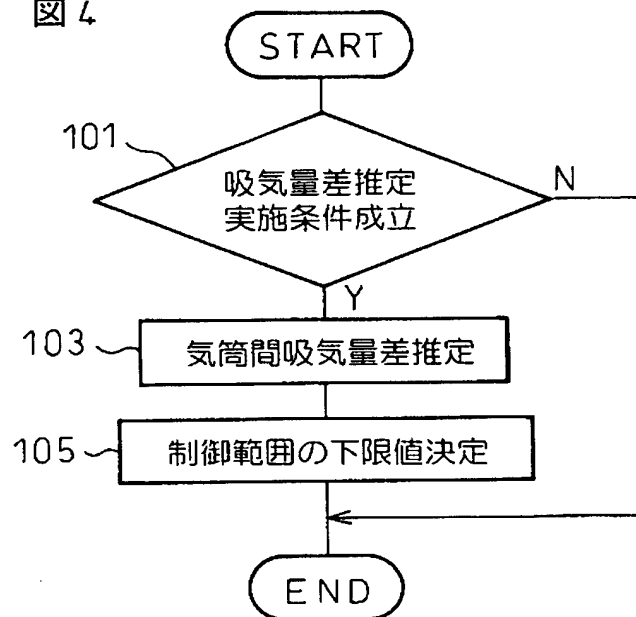 図4
START
101
吸気量差推定
実施条件成立
N
Y
103
気筒間吸気量差推定
105
制御範囲の下限値決定
END